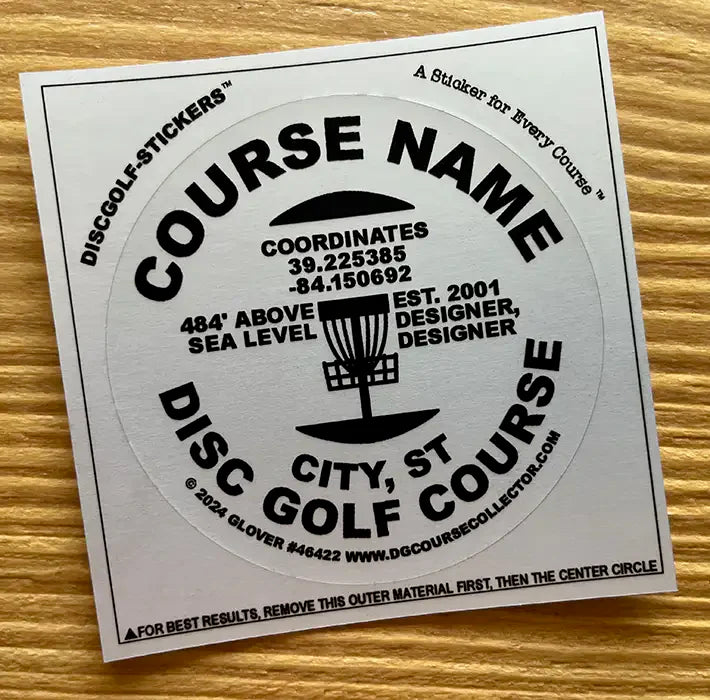 DISCGOLF-STICKERS™
A Sticker for Every Course™
COURSE NAME
COORDINATES
39.225385
-84.150692
484' ABOVE
SEA LEVEL
EST. 2001
DESIGNER,
DESIGNER
CITY, ST
DISC GOLF COURSE
© 2024 GLOVER #46422 WWW.DGCOURSECOLLECTOR.COM
▲FOR BEST RESULTS, REMOVE THIS OUTER MATERIAL FIRST, THEN THE CENTER CIRCLE